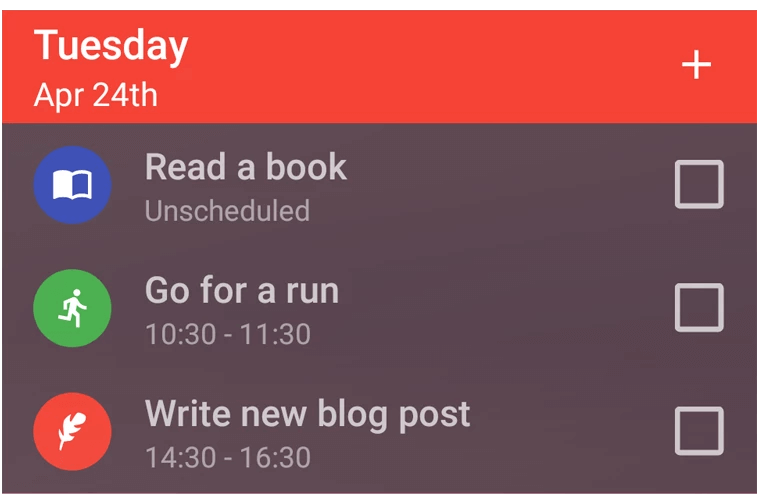 Tuesday
Apr 24th
Read a book
Unscheduled
Go for a run
10:30 - 11:30
Write new blog post
14:30 - 16:30